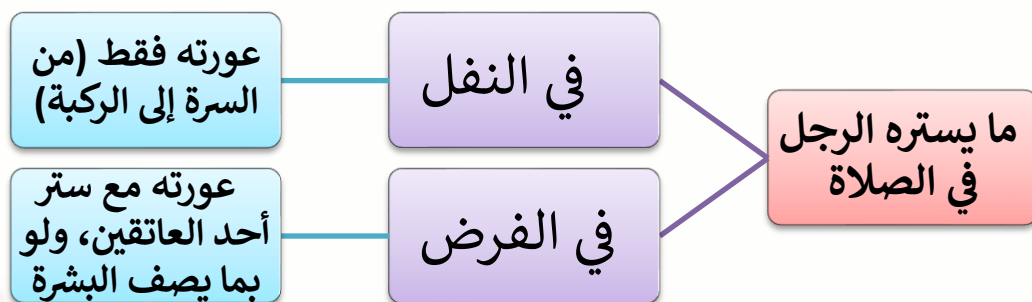 ما يستره الرجل
في الصلاة
في النفل
عورته فقط (من
السرة إلى الركبة)
في الفرض
عورته مع ستر
أحد العاتقين، ولو
بما يصف البشرة